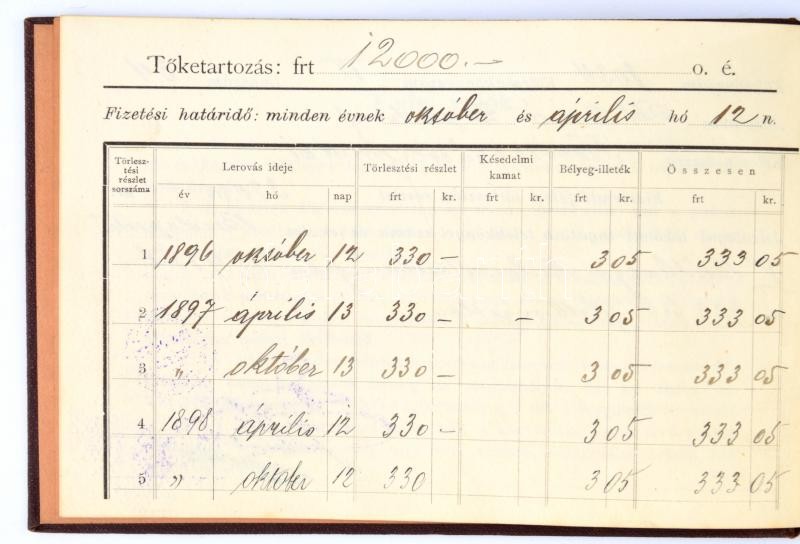 Tőketartozás: frt 12000.— o. é.
Fizetési határidő: minden évnek október és április hó 12 n.
Törlesz-tési részlet sorszáma Lerovás ideje Törlesztési részlet Késedelmi kamat Bélyeg-illeték Összesen
év hó nap frt kr. frt kr. frt kr. frt kr.
1 1896 október 12 330 — 3 05 333 05
2 1897 április 13 330 — — 3 05 333 05
3 „ október 13 330 — 3 05 333 05
4 1898 április 12 330 — 3 05 333 05
5 „ oktober 12 330 3 05 333 05